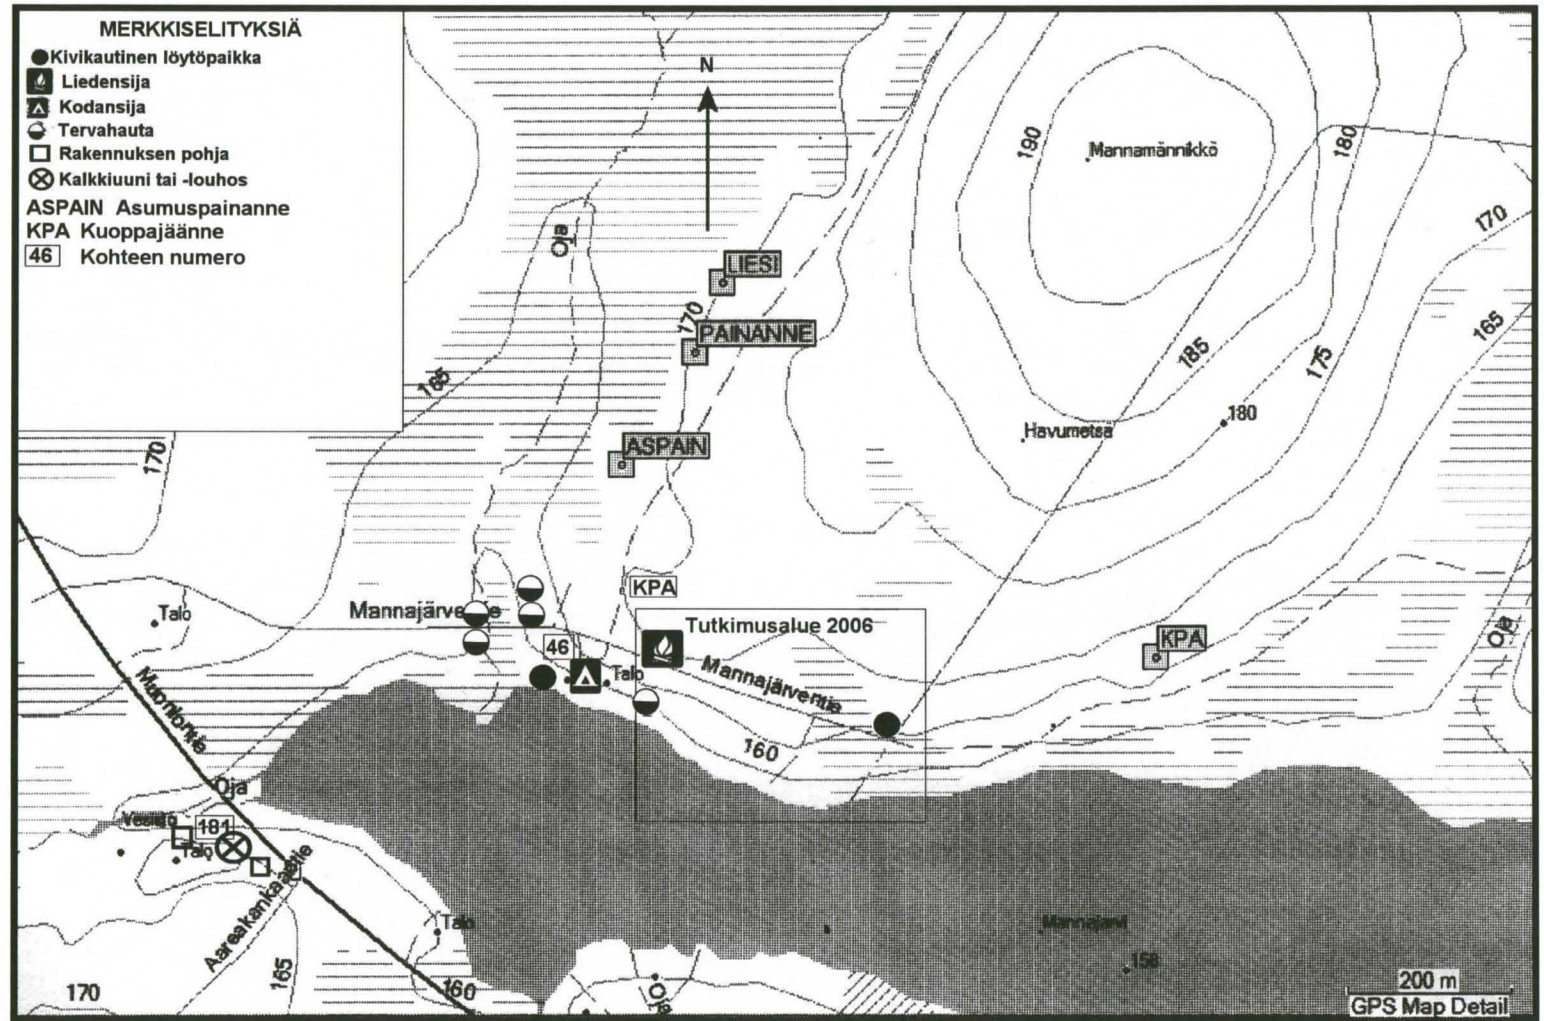 MERKKISELITYKSIÄ
Kivikautinen löytöpaikka
Liedensija
Kodansija
Tervahauta
Rakennuksen pohja
Kalkkiuuni tai -louhos
ASPAIN Asumuspainanne
KPA Kuoppajäänne
46 Kohteen numero
N
190
Mannamännikkö
180
170
Oja
LIESI
170
PAINANNE
165
185
175
165
180
Havumetsa
ASPAIN
170
KPA
Talo
Mannajärventie
Tutkimusalue 2006
46
Talo
Mannajärventie
KPA
Oja
Muoniontie
160
Oja
181
Talo
Talo
165
160
170
Oja
158
200 m
GPS Map Detail